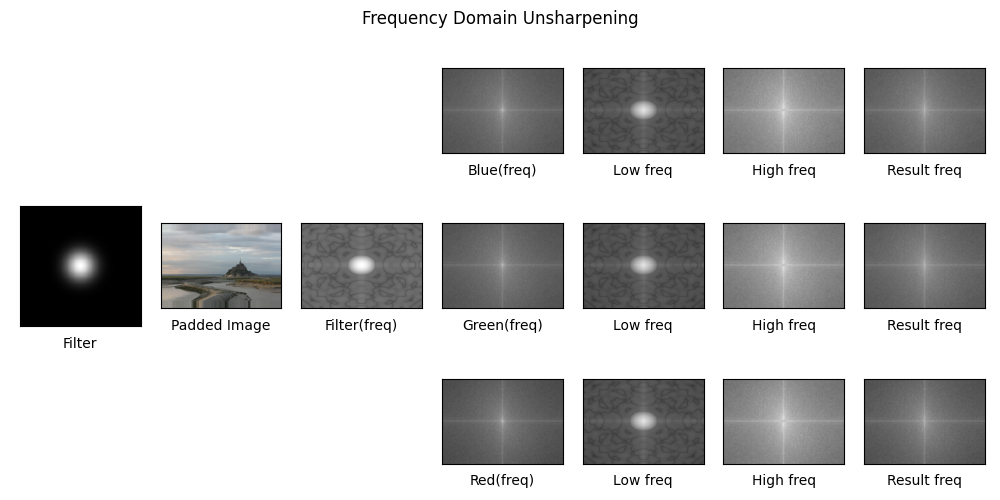 Frequency Domain Unsharpening
Blue(freq)
Low freq
High freq
Result freq
Filter
Padded Image
Filter(freq)
Green(freq)
Low freq
High freq
Result freq
Red(freq)
Low freq
High freq
Result freq